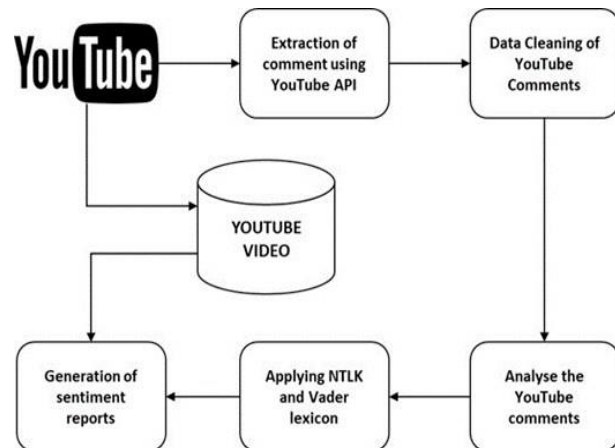 YouTube
Extraction of
comment using
YouTube API
Data Cleaning of
YouTube
Comments
YOUTUBE
VIDEO
Generation of
sentiment
reports
Applying NTLK
and Vader
lexicon
Analyse the
YouTube
comments